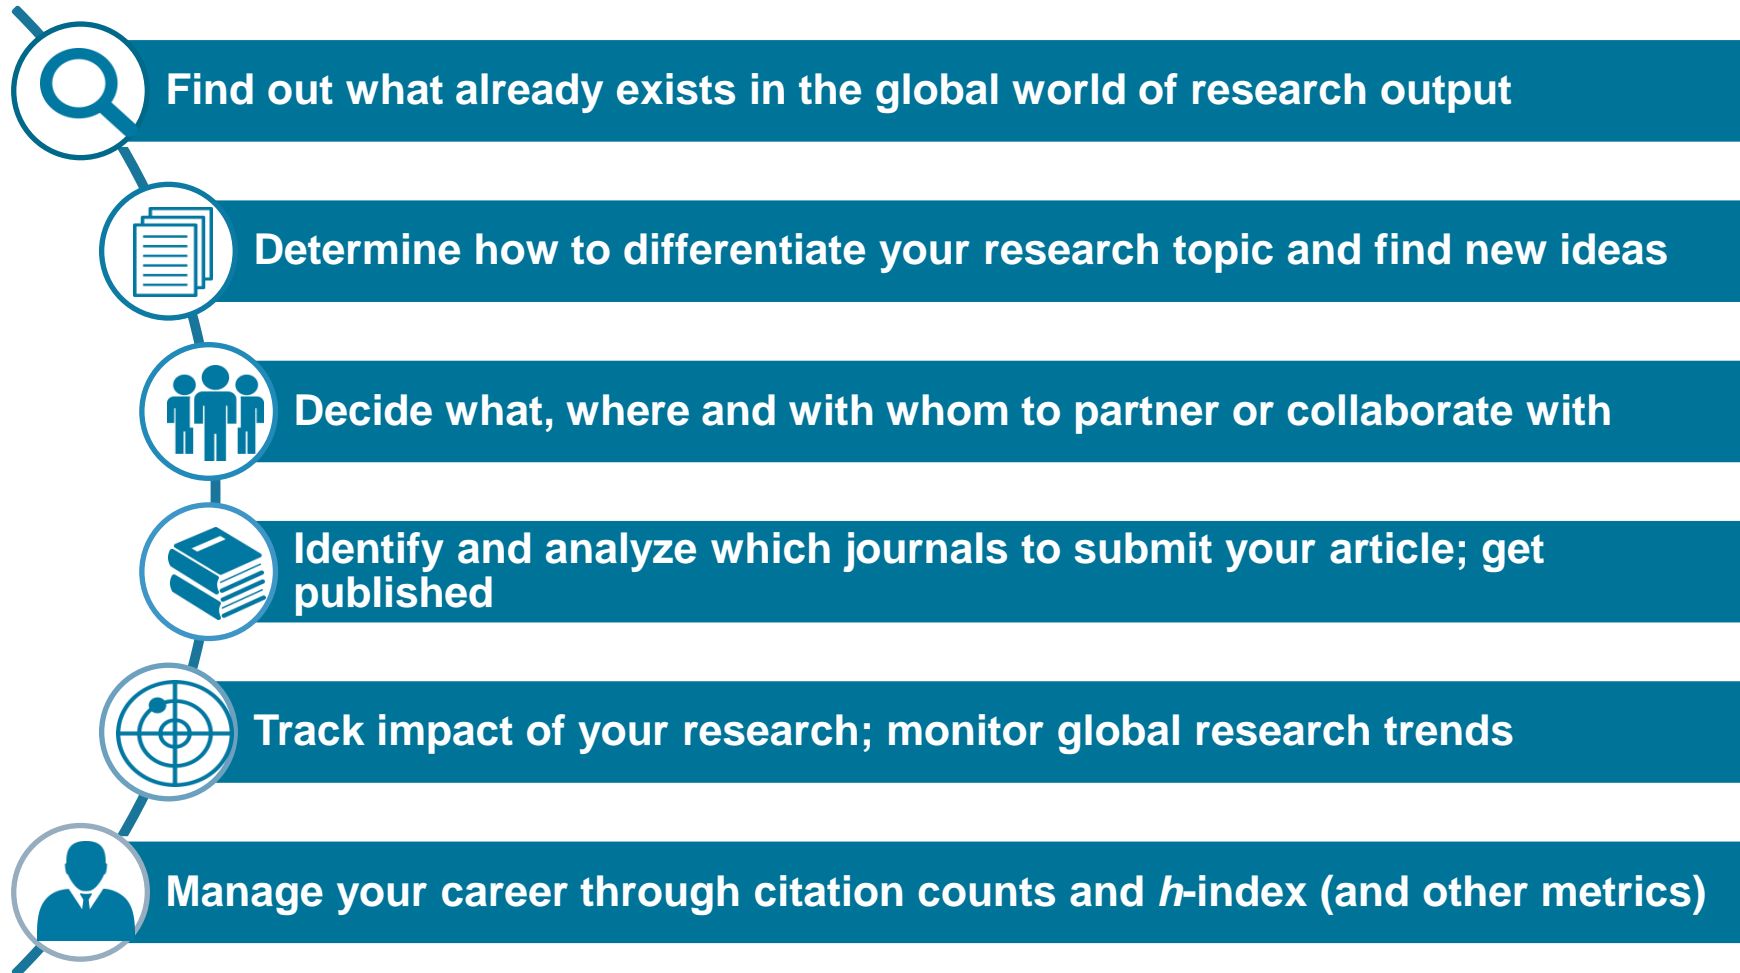 Find out what already exists in the global world of research output
Determine how to differentiate your research topic and find new ideas
Decide what, where and with whom to partner or collaborate with
Identify and analyze which journals to submit your article; get
published
Track impact of your research; monitor global research trends
Manage your career through citation counts and h-index (and other metrics)